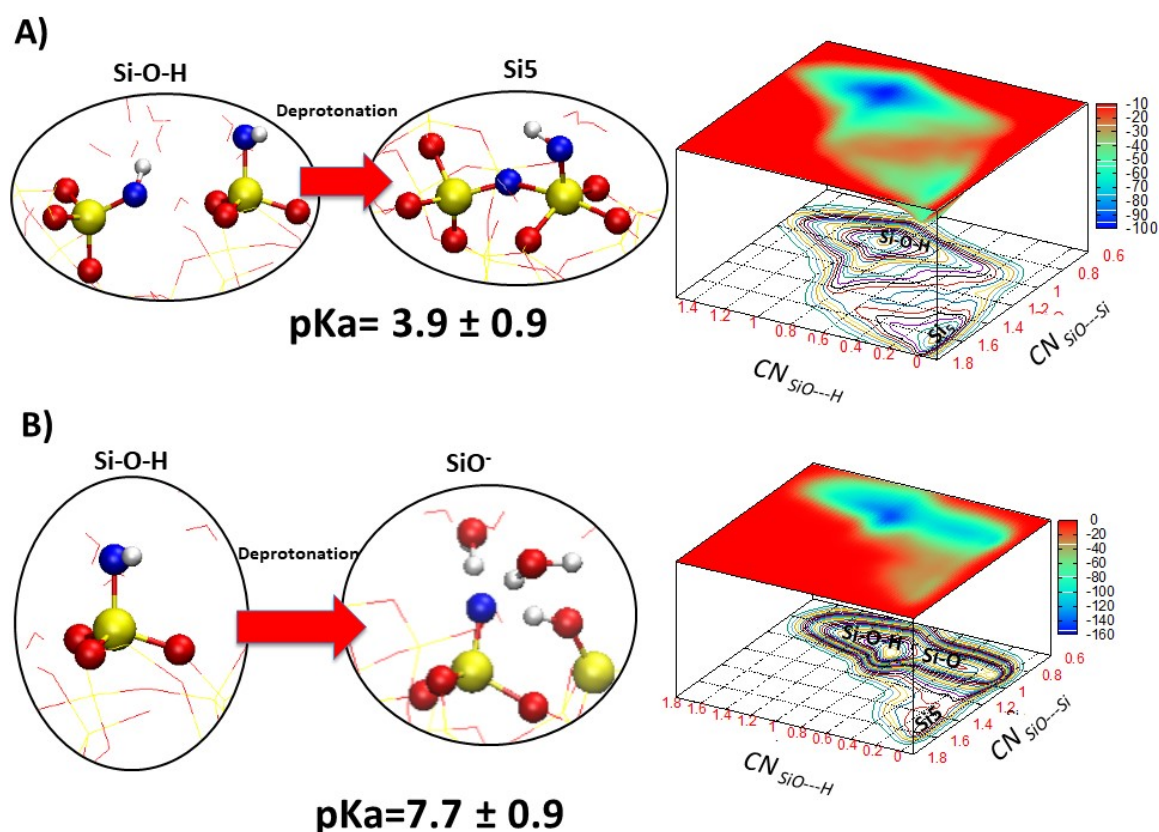 A)
Si-O-H
Deprotonation
Si5
pKa= 3.9 ± 0.9
-10
-20
-30
-40
-50
-60
-70
-80
-90
-100
Si-O-H
Si5
1.4
1.2
1
0.8
0.6
0.4
0.2
0
1.8
1.6
1.4
1.2
1
0.8
0.6
CN SiO---H
CN SiO---Si
B)
Si-O-H
Deprotonation
SiO-
pKa=7.7 ± 0.9
0
-20
-40
-60
-80
-100
-120
-140
-160
Si-O-H
Si-O
Si5
1.8
1.6
1.4
1.2
1
0.8
0.6
0.4
0.2
0
1.8
1.6
1.4
1.2
1
0.8
0.6
CN SiO---H
CN SiO---Si